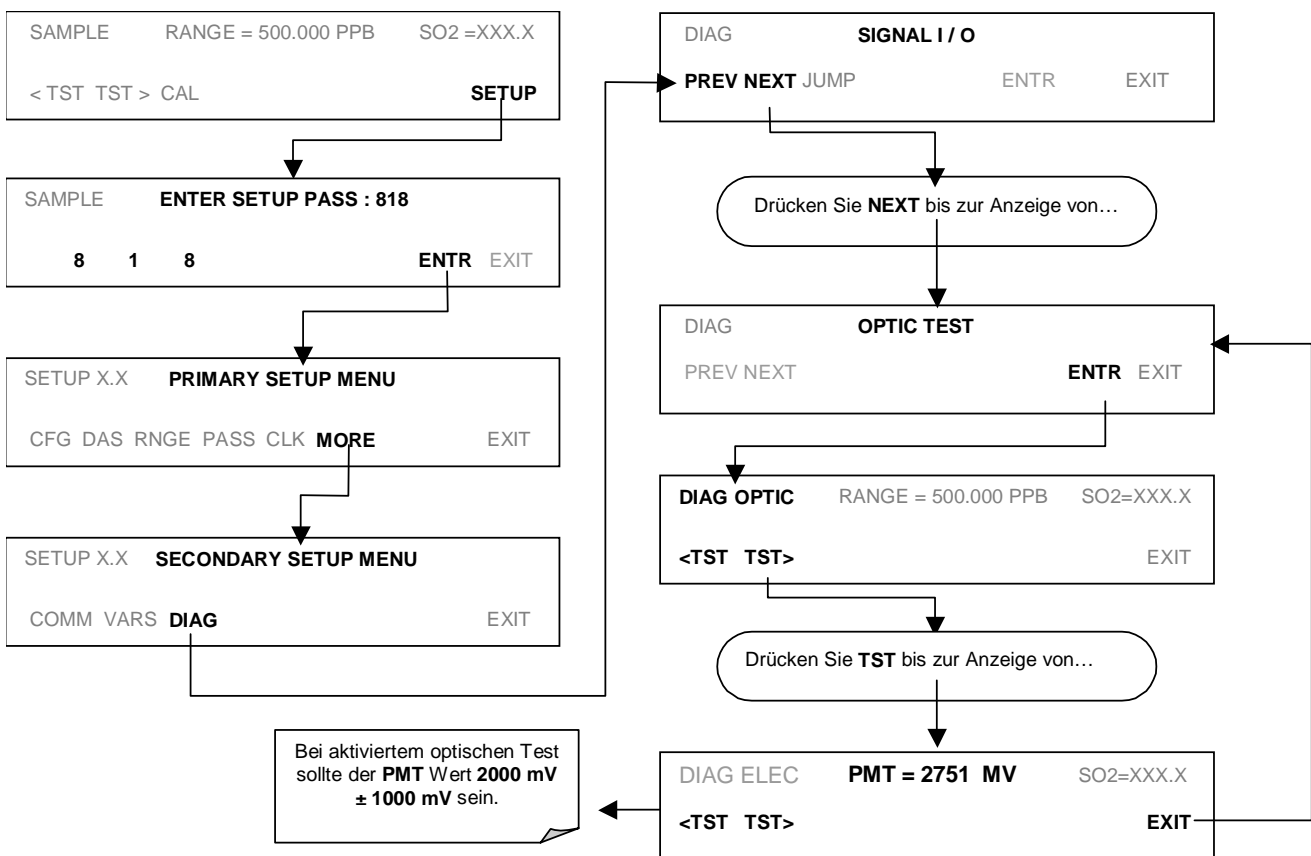 SAMPLE RANGE = 500.000 PPB SO2 =XXX.X
< TST TST > CAL SETUP
SAMPLE ENTER SETUP PASS : 818
8 1 8 ENTR EXIT
SETUP X.X PRIMARY SETUP MENU
CFG DAS RNGE PASS CLK MORE EXIT
SETUP X.X SECONDARY SETUP MENU
COMM VARS DIAG EXIT
DIAG SIGNAL I / O
PREV NEXT JUMP ENTR EXIT
Drücken Sie NEXT bis zur Anzeige von…
DIAG OPTIC TEST
PREV NEXT ENTR EXIT
DIAG OPTIC RANGE = 500.000 PPB SO2=XXX.X
<TST TST> EXIT
Drücken Sie TST bis zur Anzeige von…
DIAG ELEC PMT = 2751 MV SO2=XXX.X
<TST TST> EXIT
Bei aktiviertem optischen Test
sollte der PMT Wert 2000 mV
± 1000 mV sein.